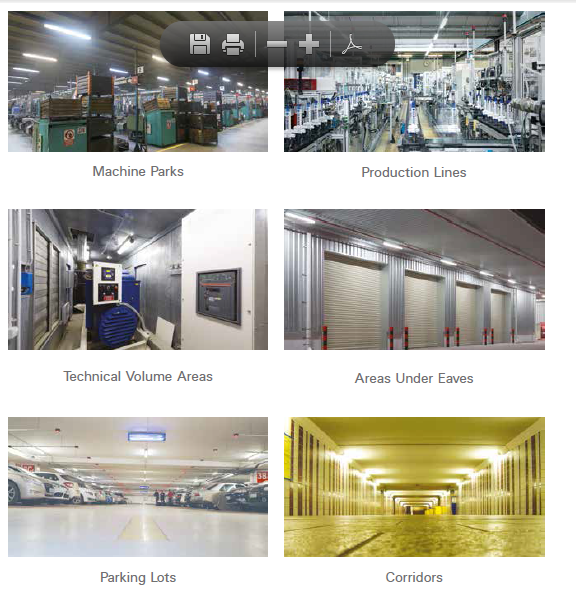 Machine Parks
Production Lines
Technical Volume Areas
Areas Under Eaves
Parking Lots
Corridors